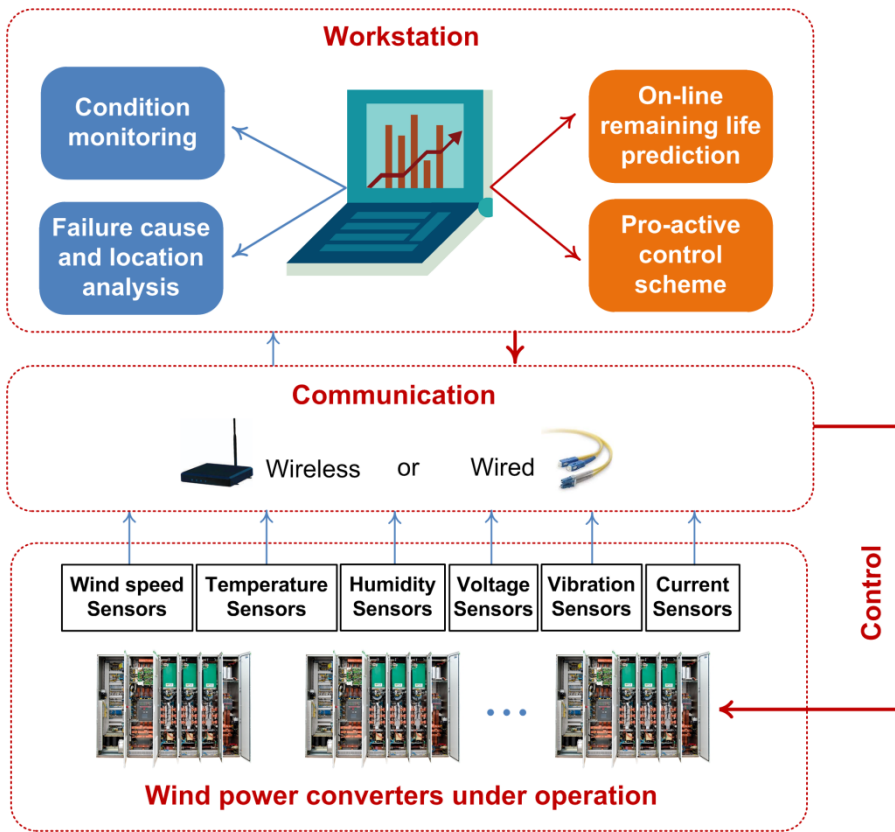 Workstation
Condition
monitoring
On-line
remaining life
prediction
Failure cause
and location
analysis
Pro-active
control
scheme
Communication
Wireless or Wired
Control
Wind speed
Sensors
Temperature
Sensors
Humidity
Sensors
Voltage
Sensors
Vibration
Sensors
Current
Sensors
Wind power converters under operation